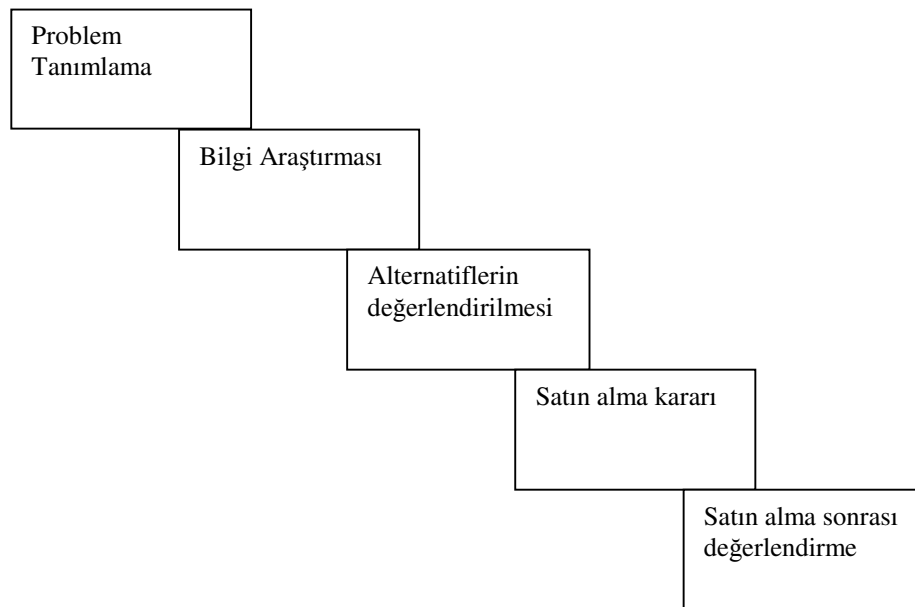 Problem
Tanımlama
Bilgi Araştırması
Alternatiflerin
değerlendirilmesi
Satın alma kararı
Satın alma sonrası
değerlendirme